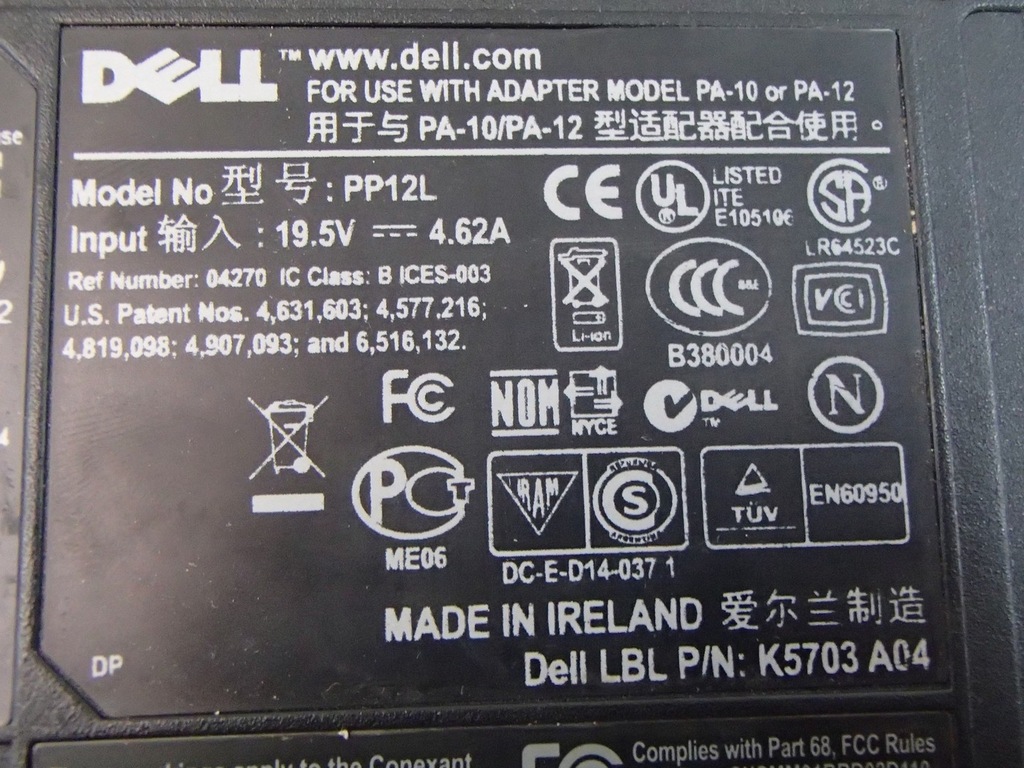 DELL™ www.dell.com
FOR USE WITH ADAPTER MODEL PA-10 or PA-12
用于与 PA-10/PA-12 型适配器配合使用。
Model No 型号: PP12L
Input 输入: 19.5V ⎓ 4.62A
Ref Number: 04270 IC Class: B ICES-003
U.S. Patent Nos. 4,631,603; 4,577,216;
4,819,098; 4,907,093; and 6,516,132.
CE
UL ®
LISTED
ITE
E105106
SA ®
LR64523C
Li-ion
CCC
B380004
VCI
FC
NOM
NYCE
DELL
™
N
PCT
ME06
IRAM
S
DC-E-D14-037 1
TÜV
EN60950
MADE IN IRELAND 爱尔兰制造
DP
Dell LBL P/N: K5703 A04
apply to the Conexant
FC
Complies with Part 68, FCC Rules